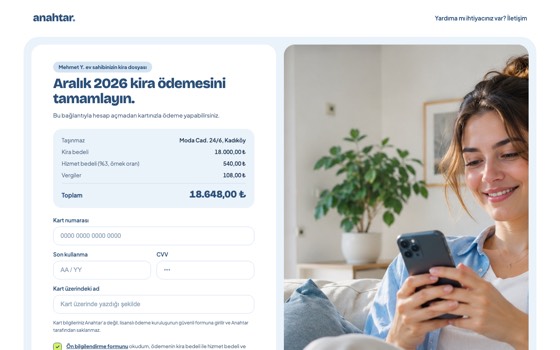 anahtar.
Yardıma mı ihtiyacınız var? İletişim
Mehmet Y. ev sahibinizin kira dosyası
Aralık 2026 kira ödemesini
tamamlayın.
Bu bağlantıyla hesap açmadan kartınızla ödeme yapabilirsiniz.
Taşınmaz Moda Cad. 24/6, Kadıköy
Kira bedeli 18.000,00 ₺
Hizmet bedeli (%3, örnek oran) 540,00 ₺
Vergiler 108,00 ₺
Toplam 18.648,00 ₺
Kart numarası
0000 0000 0000 0000
Son kullanma CVV
AA / YY •••
Kart üzerindeki ad
Kart üzerinde yazdığı şekilde
Kart bilgileriniz Anahtar'a değil, lisanslı ödeme kuruluşunun güvenli formuna girilir ve Anahtar
tarafından saklanmaz.
Ön bilgilendirme formunu okudum, ödemenin kira bedeli ile hizmet bedeli ve